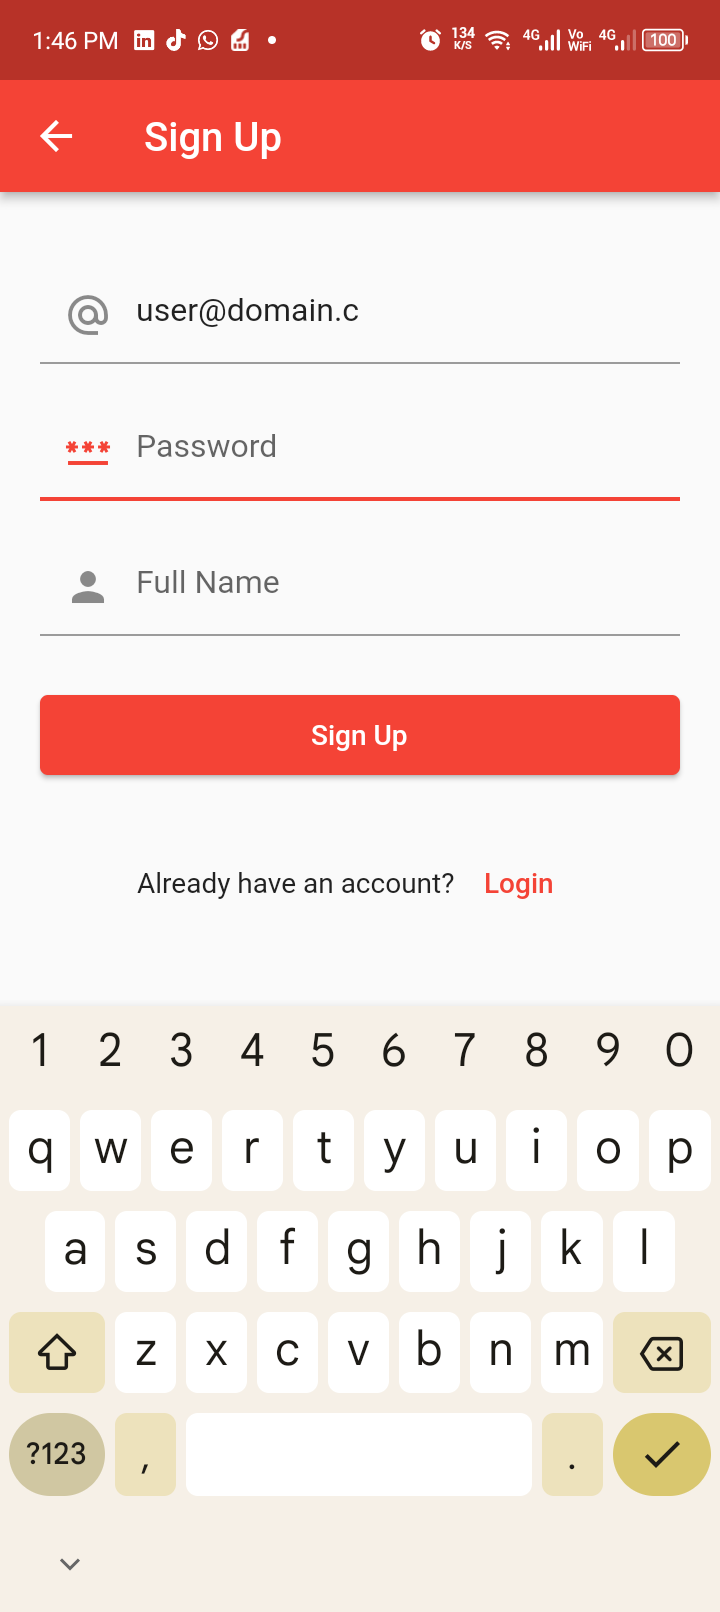 1:46 PM 134 K/S 4G Vo WiFi 4G 100
Sign Up
user@domain.c
*** Password
Full Name
Sign Up
Already have an account? Login
1 2 3 4 5 6 7 8 9 0
q w e r t y u i o p
a s d f g h j k l
z x c v b n m
?123 , .